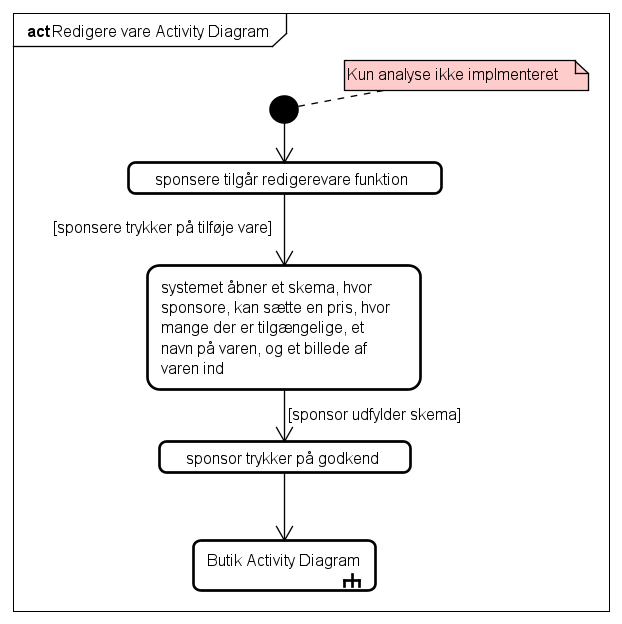 act Redigere vare Activity Diagram
Kun analyse ikke implmenteret
sponsere tilgår redigerevare funktion
[sponsere trykker på tilføje vare]
systemet åbner et skema, hvor
sponsore, kan sætte en pris, hvor
mange der er tilgængelige, et
navn på varen, og et billede af
varen ind
[sponsor udfylder skema]
sponsor trykker på godkend
Butik Activity Diagram